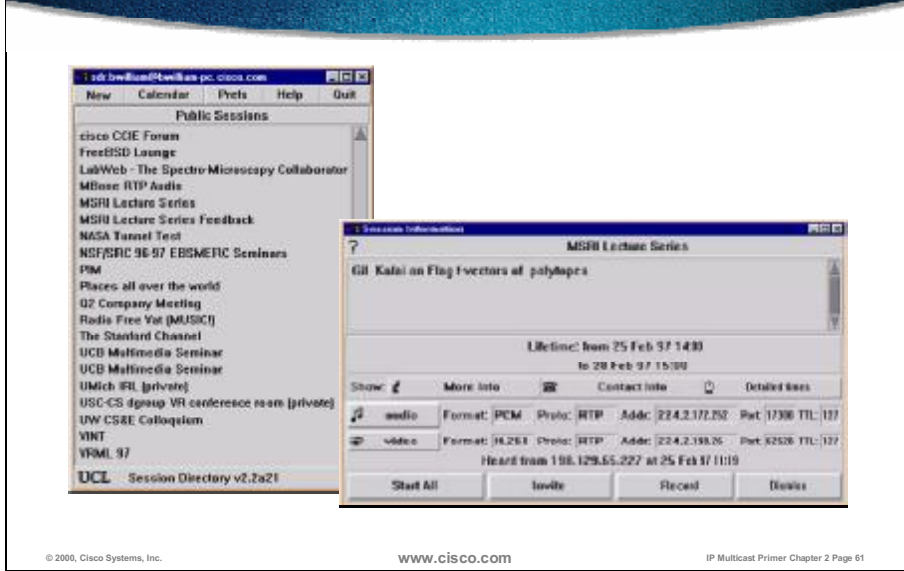 sdr:bwilliam@bwilliam-pc.cisco.com
New Calendar Prefs Help Quit
Public Sessions
cisco CCIE Forum
FreeBSD Lounge
LabWeb - The Spectro-Microscopy Collaborator
MBone RTP Audio
MSRI Lecture Series
MSRI Lecture Series Feedback
NASA Tunnel Test
NSF/SRC 96-97 EBSMERC Seminars
PIM
Places all over the world
Q2 Company Meeting
Radio Free Vat (MUSIC!)
The Stanford Channel
UCB Multimedia Seminar
UCB Multimedia Seminar
UMich IRL (private)
USC-CS dgroup VR conference room (private)
UW CS&E Colloquium
VINT
VRML 97
UCL Session Directory v2.2a21
Session Information
? MSRI Lecture Series
Gil Kalai on Flag f-vectors of polytopes
Lifetime: from 25 Feb 97 14:00
to 28 Feb 97 15:00
Show: More Info Contact Info Detailed times
audio Format: PCM Proto: RTP Addr: 224.2.172.252 Port: 17300 TTL: 127
video Format: H.261 Proto: RTP Addr: 224.2.198.26 Port: 62528 TTL: 127
Heard from 198.129.65.227 at 25 Feb 97 11:19
Start All Invite Record Dismiss
© 2000, Cisco Systems, Inc. www.cisco.com IP Multicast Primer Chapter 2 Page 61